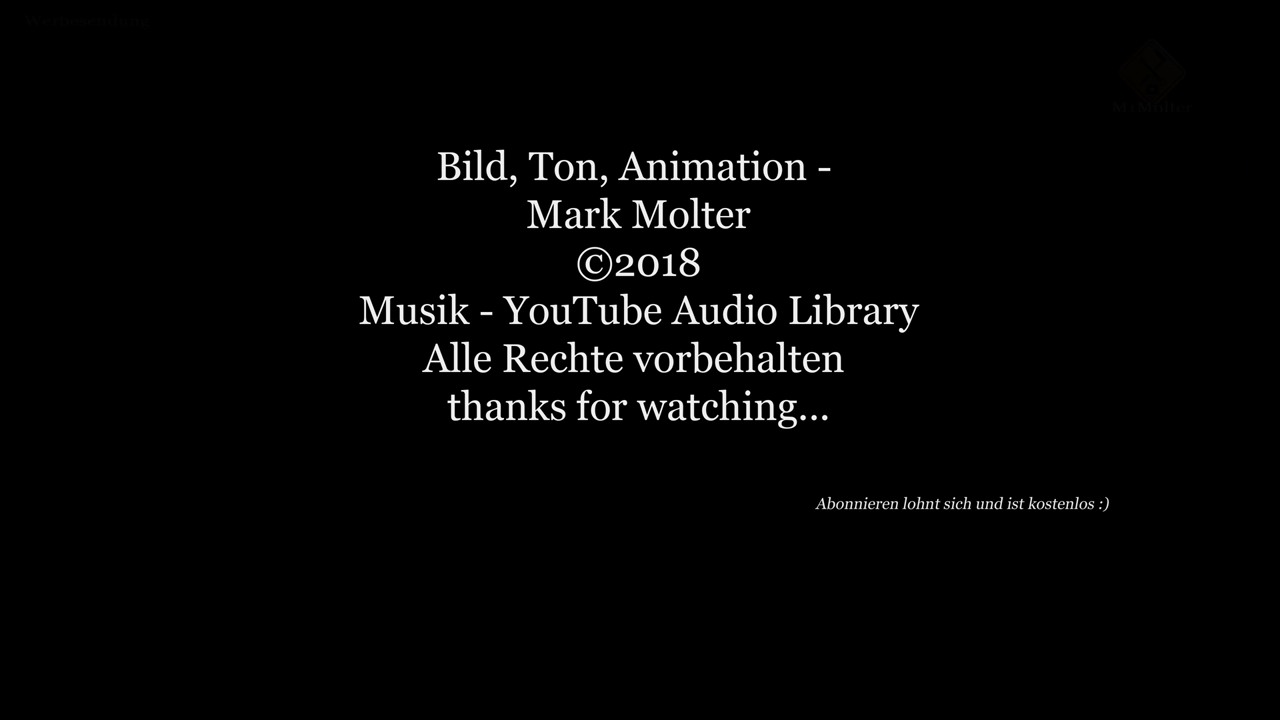 Werbesendung
Bild, Ton, Animation -
Mark Molter
©2018
Musik - YouTube Audio Library
Alle Rechte vorbehalten
thanks for watching...
Abonnieren lohnt sich und ist kostenlos :)